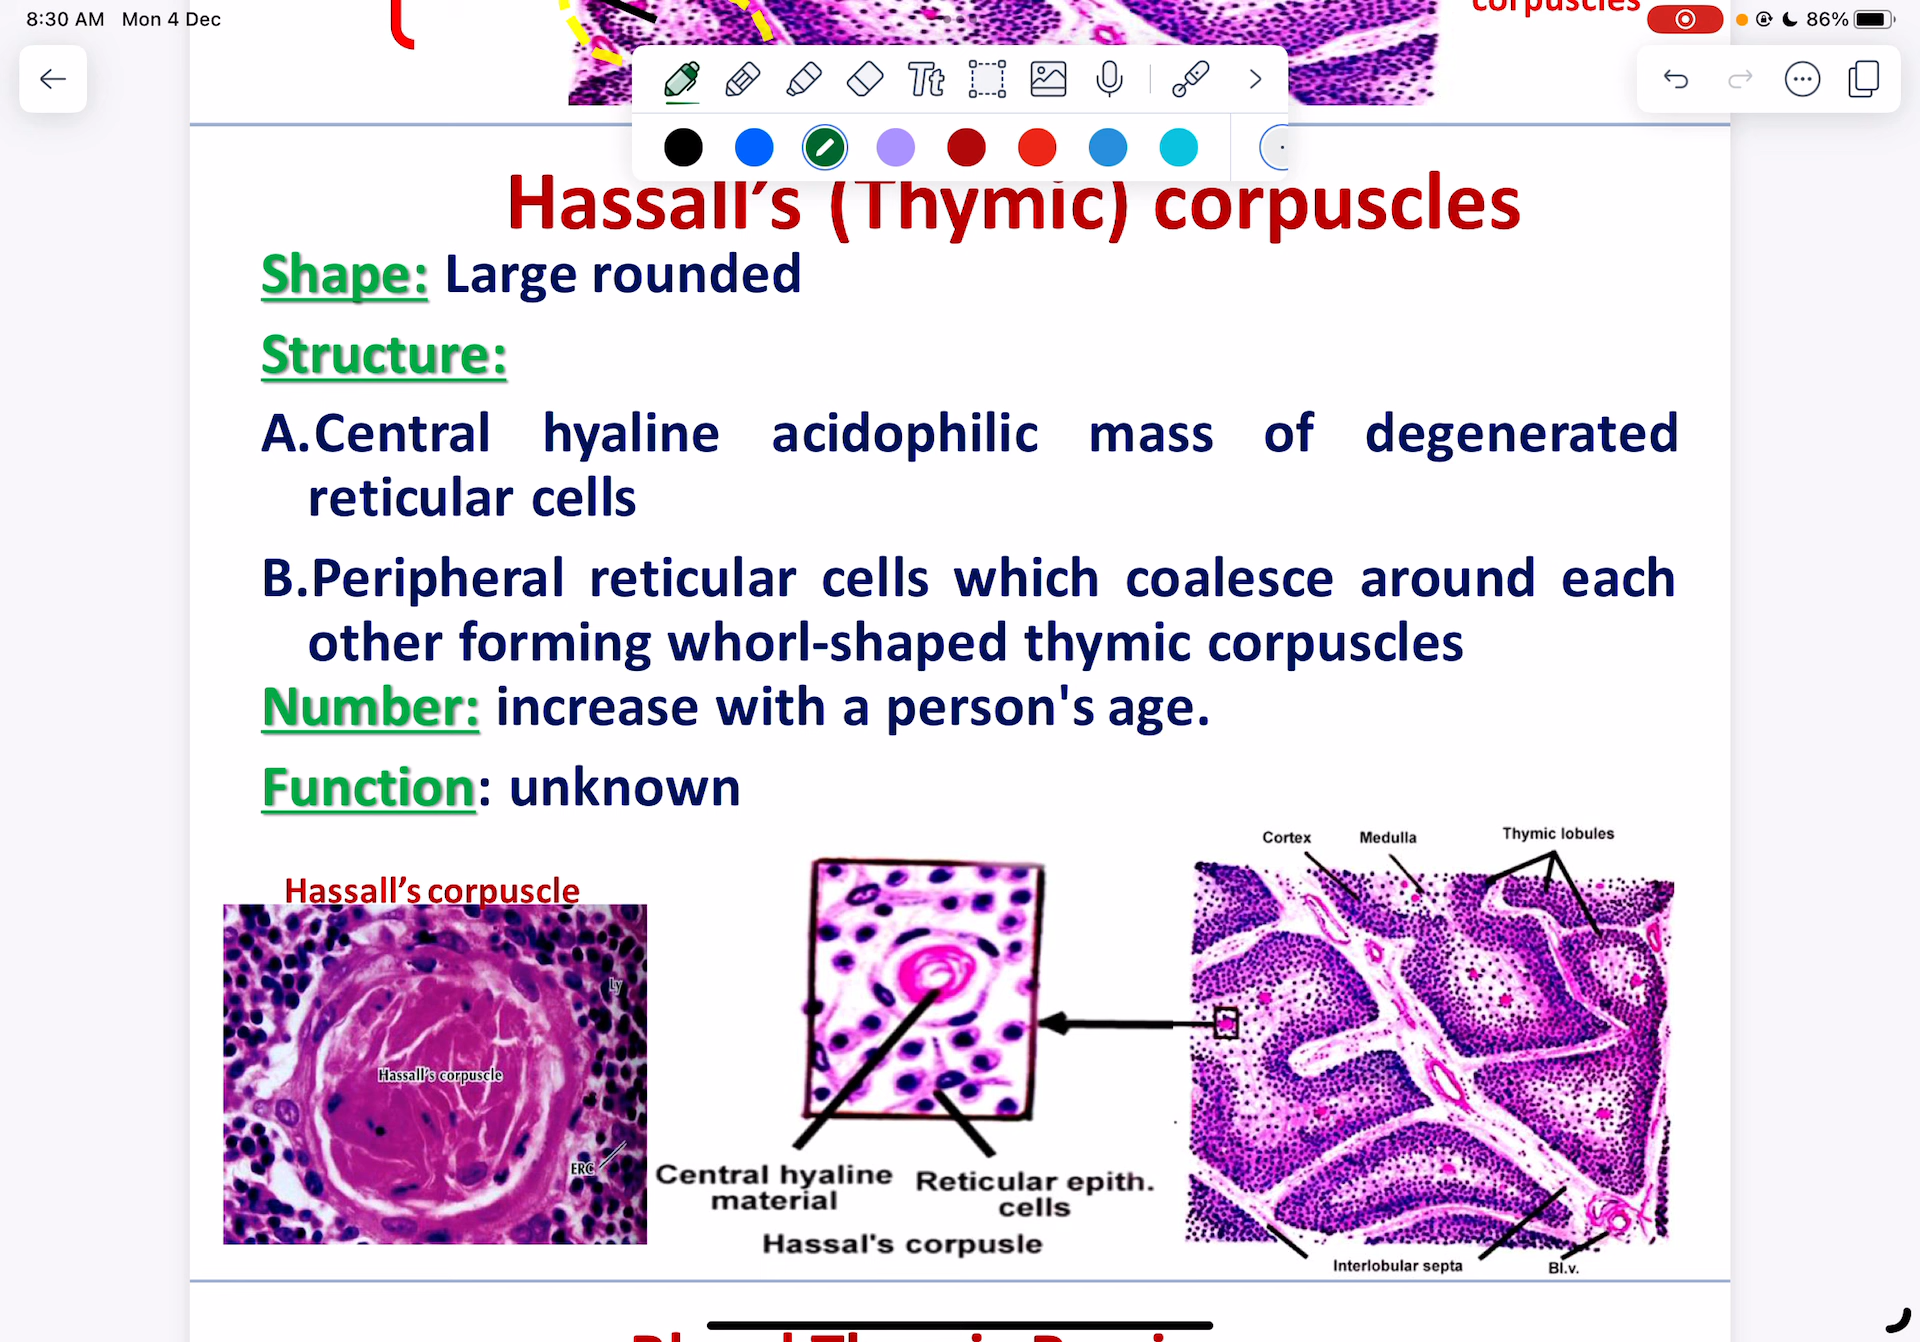 8:30 AM Mon 4 Dec
86%
corpuscles
Tt
Hassall’s (Thymic) corpuscles
Shape: Large rounded
Structure:
A.Central hyaline acidophilic mass of degenerated
reticular cells
B.Peripheral reticular cells which coalesce around each
other forming whorl-shaped thymic corpuscles
Number: increase with a person's age.
Function: unknown
Hassall’s corpuscle
Ly
Hassall’s corpuscle
ERC
Central hyaline
material
Reticular epith.
cells
Hassal's corpusle
Cortex
Medulla
Thymic lobules
Interlobular septa
Bl.v.